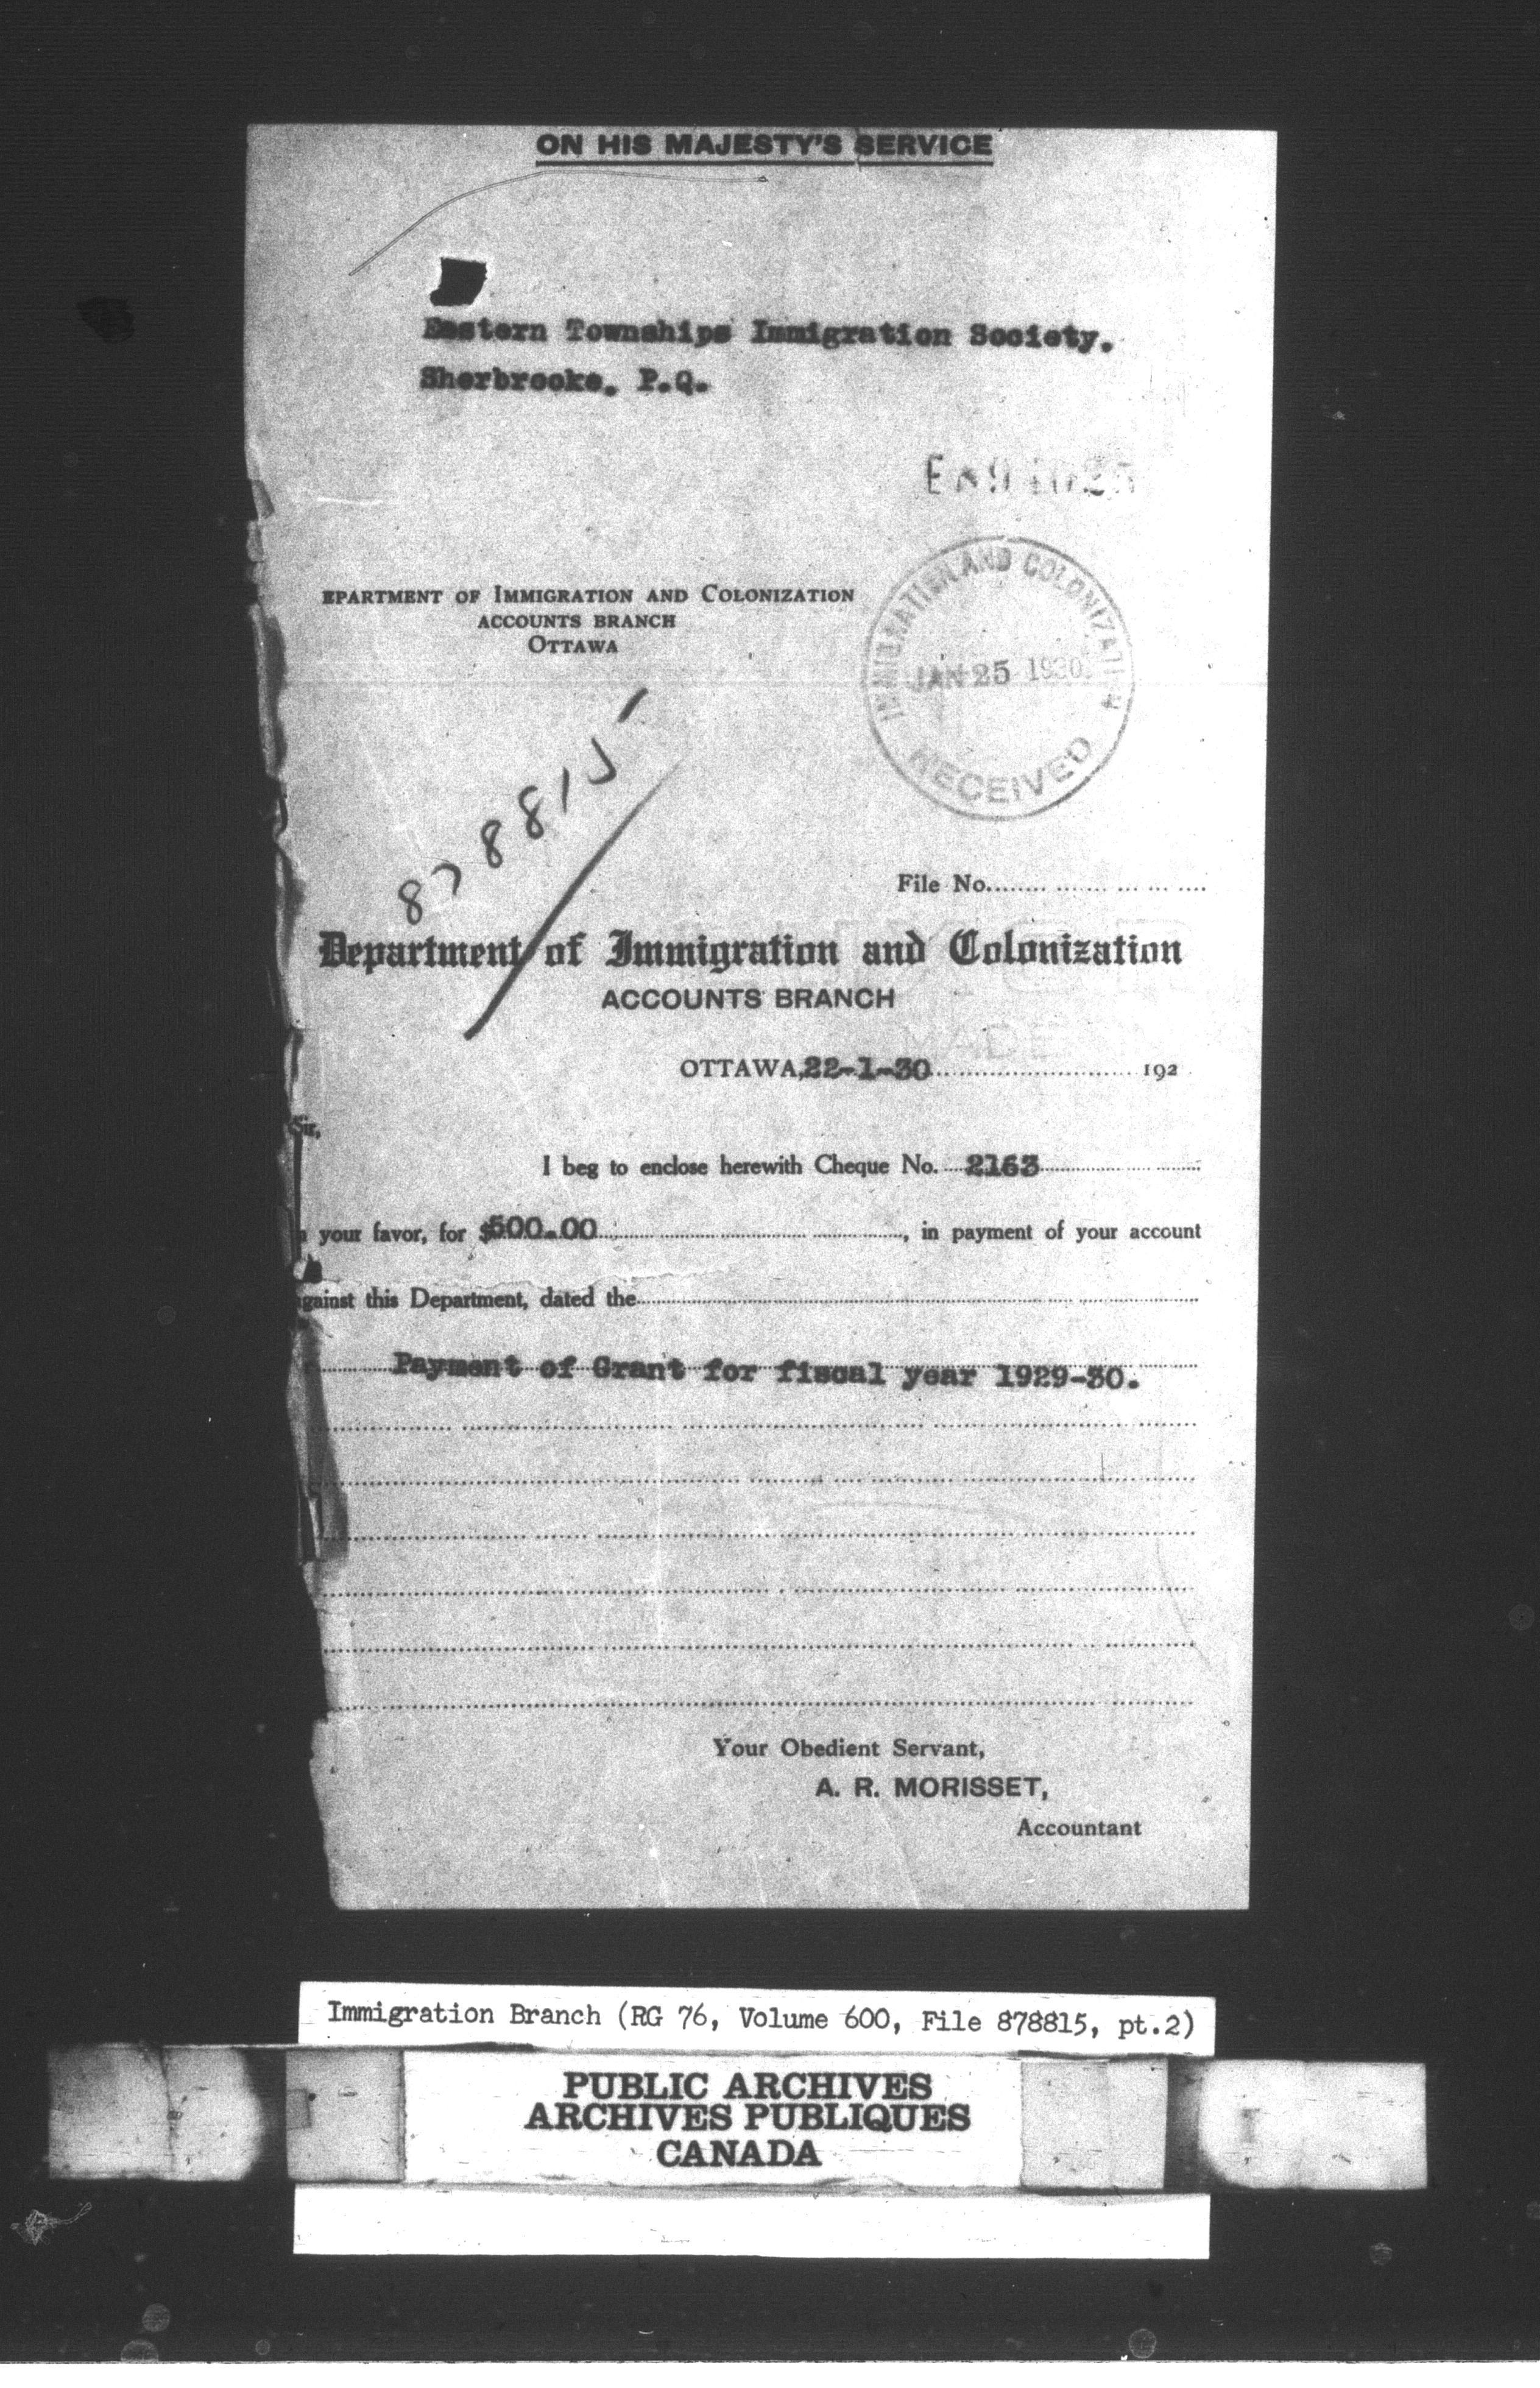 ON HIS MAJESTY'S SERVICE
Eastern Townships Immigration Society.
Sherbrooke. P.Q.
EPARTMENT OF IMMIGRATION AND COLONIZATION
ACCOUNTS BRANCH
OTTAWA
IMMIGRATION AND COLONIZATION
JAN 25 1930
RECEIVED
878815
File No.
Department of Immigration and Colonization
ACCOUNTS BRANCH
OTTAWA, 22-1-30 192
Sir,
I beg to enclose herewith Cheque No. 2163
your favor, for $500.00, in payment of your account
gainst this Department, dated the
Payment of Grant for fiscal year 1929-30.
Your Obedient Servant,
A. R. MORISSET,
Accountant
Immigration Branch (RG 76, Volume 600, File 878815, pt.2)
PUBLIC ARCHIVES
ARCHIVES PUBLIQUES
CANADA